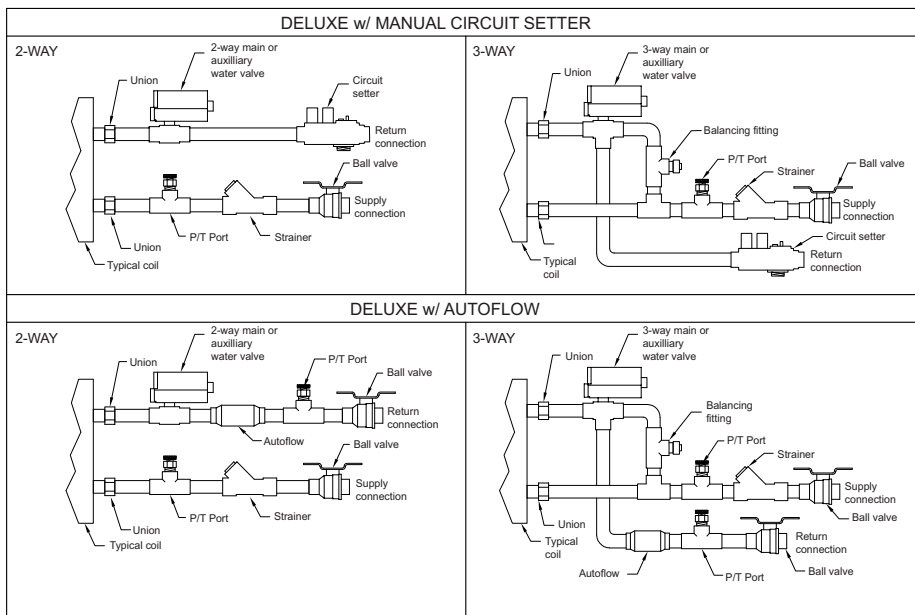 DELUXE w/ MANUAL CIRCUIT SETTER
2-WAY
2-way main or
auxilliary
water valve
Union
Circuit
setter
Return
connection
Ball valve
Supply
connection
P/T Port
Strainer
Union
Typical coil
3-WAY
3-way main or
auxilliary
water valve
Union
Balancing fitting
P/T Port
Ball valve
Strainer
Supply
connection
Circuit setter
Typical
coil
Return
connection
DELUXE w/ AUTOFLOW
2-WAY
2-way main or
auxilliary
water valve
Union
P/T Port
Ball valve
Return
connection
Autoflow
Ball valve
Supply
connection
P/T Port
Strainer
Union
Typical coil
3-WAY
3-way main or
auxilliary
water valve
Union
Balancing
fitting
P/T Port
Strainer
Supply
connection
Ball valve
Union
Typical
coil
Return
connection
Autoflow
P/T Port
Ball valve